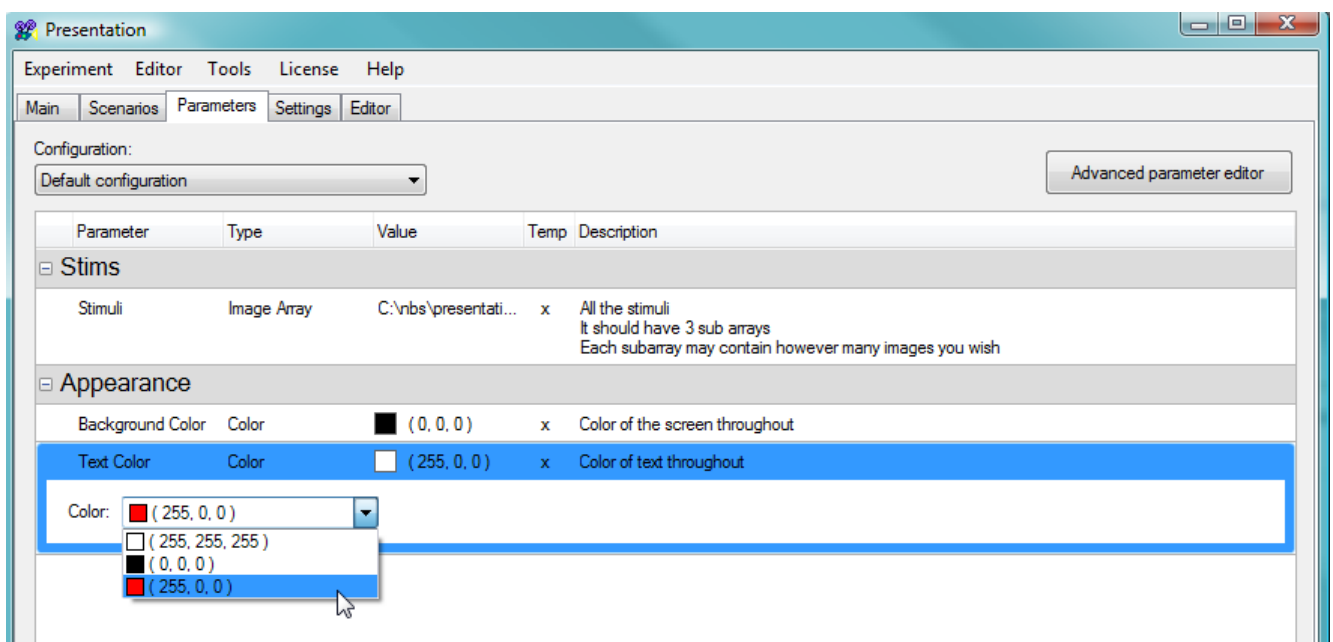 Presentation
Experiment Editor Tools License Help
Main Scenarios Parameters Settings Editor
Configuration:
Default configuration
Advanced parameter editor
Parameter Type Value Temp Description
Stims
Stimuli Image Array C:\nbs\presentati... x All the stimuli
It should have 3 sub arrays
Each subarray may contain however many images you wish
Appearance
Background Color Color ( 0, 0, 0 ) x Color of the screen throughout
Text Color Color ( 255, 0, 0 ) x Color of text throughout
Color: ( 255, 0, 0 )
( 255, 255, 255 )
( 0, 0, 0 )
( 255, 0, 0 )